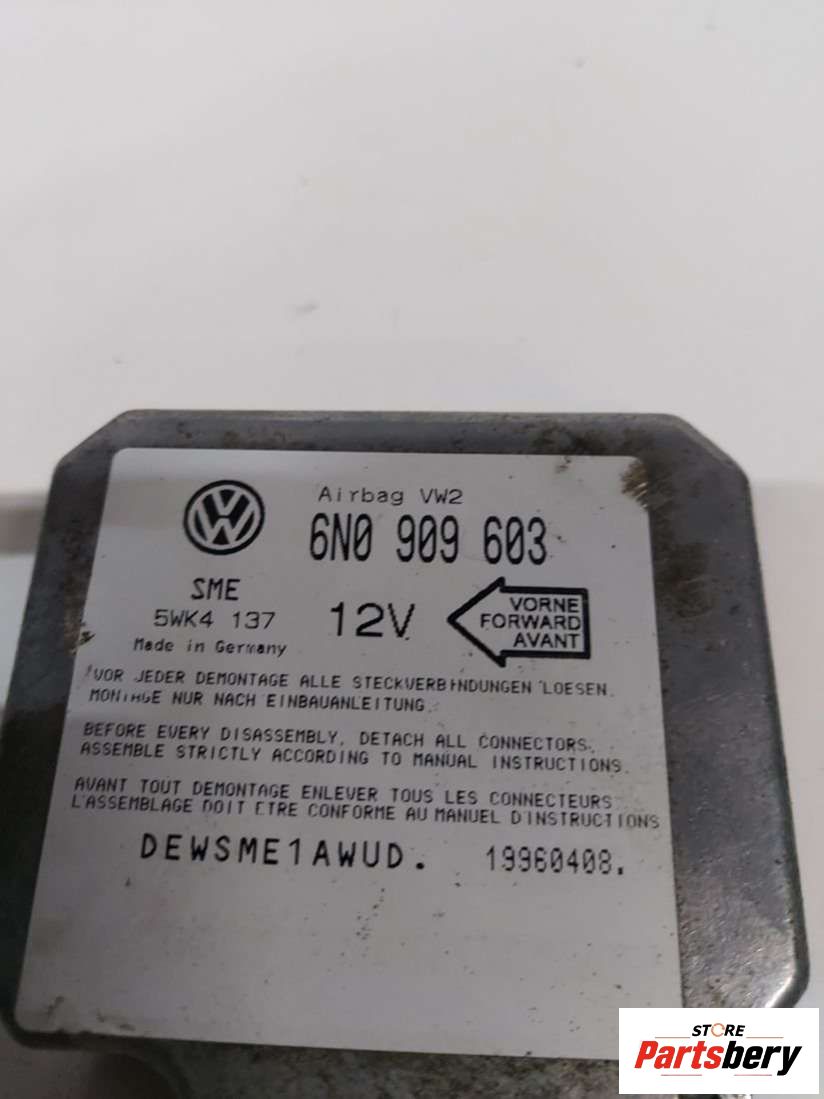 Airbag VW2
6N0 909 603
SME
5WK4 137
Made in Germany
12V
VORNE
FORWARD
AVANT
VOR JEDER DEMONTAGE ALLE STECKVERBINDUNGEN LOESEN.
MONTAGE NUR NACH EINBAUANLEITUNG.
BEFORE EVERY DISASSEMBLY, DETACH ALL CONNECTORS.
ASSEMBLE STRICTLY ACCORDING TO MANUAL INSTRUCTIONS.
AVANT TOUT DEMONTAGE ENLEVER TOUS LES CONNECTEURS
L'ASSEMBLAGE DOIT ETRE CONFORME AU MANUEL D'INSTRUCTIONS
DEWSME1AWUD. 19960408.
STORE
Partsbery